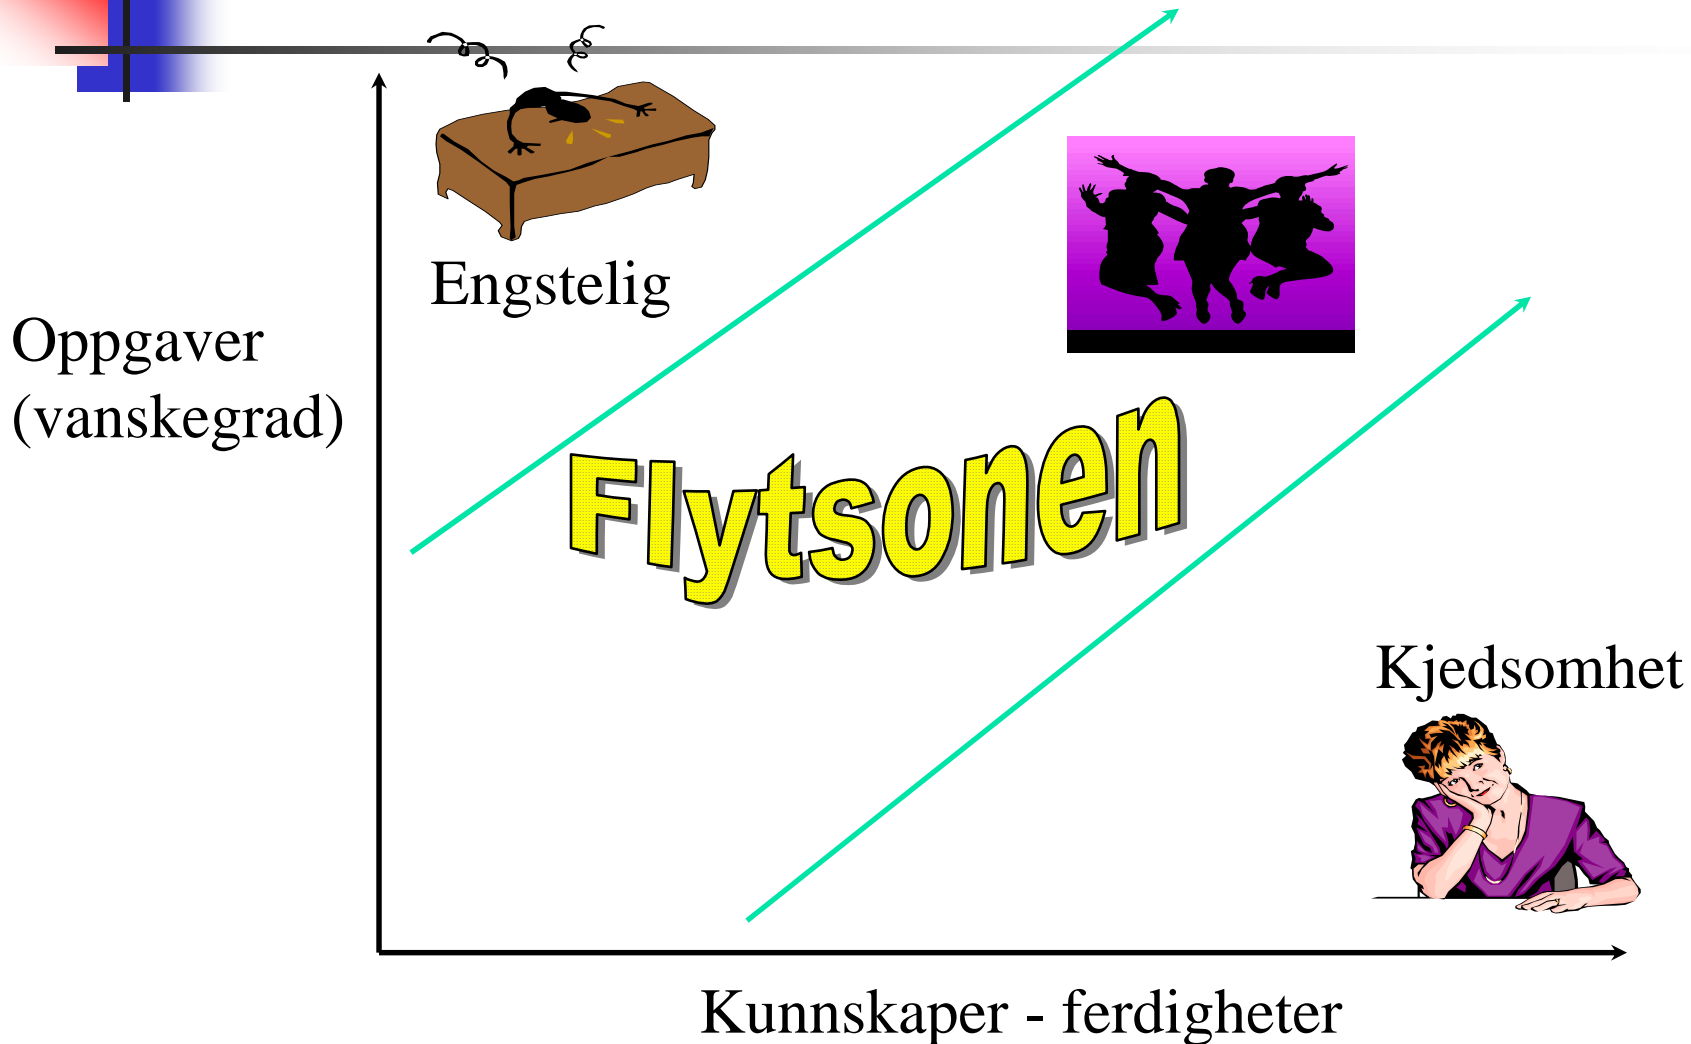 Engstelig
Oppgaver
(vanskegrad)
Flytsonen
Kjedsomhet
Kunnskaper - ferdigheter